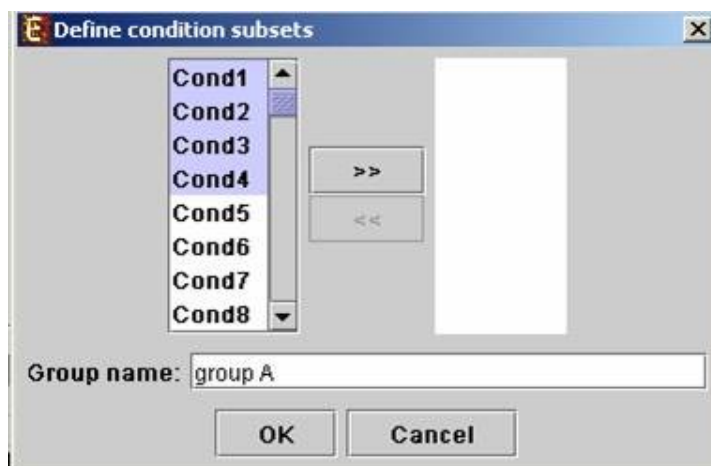 E Define condition subsets
Cond1
Cond2
Cond3
Cond4
Cond5
Cond6
Cond7
Cond8
>>
<<
Group name: group A
OK Cancel